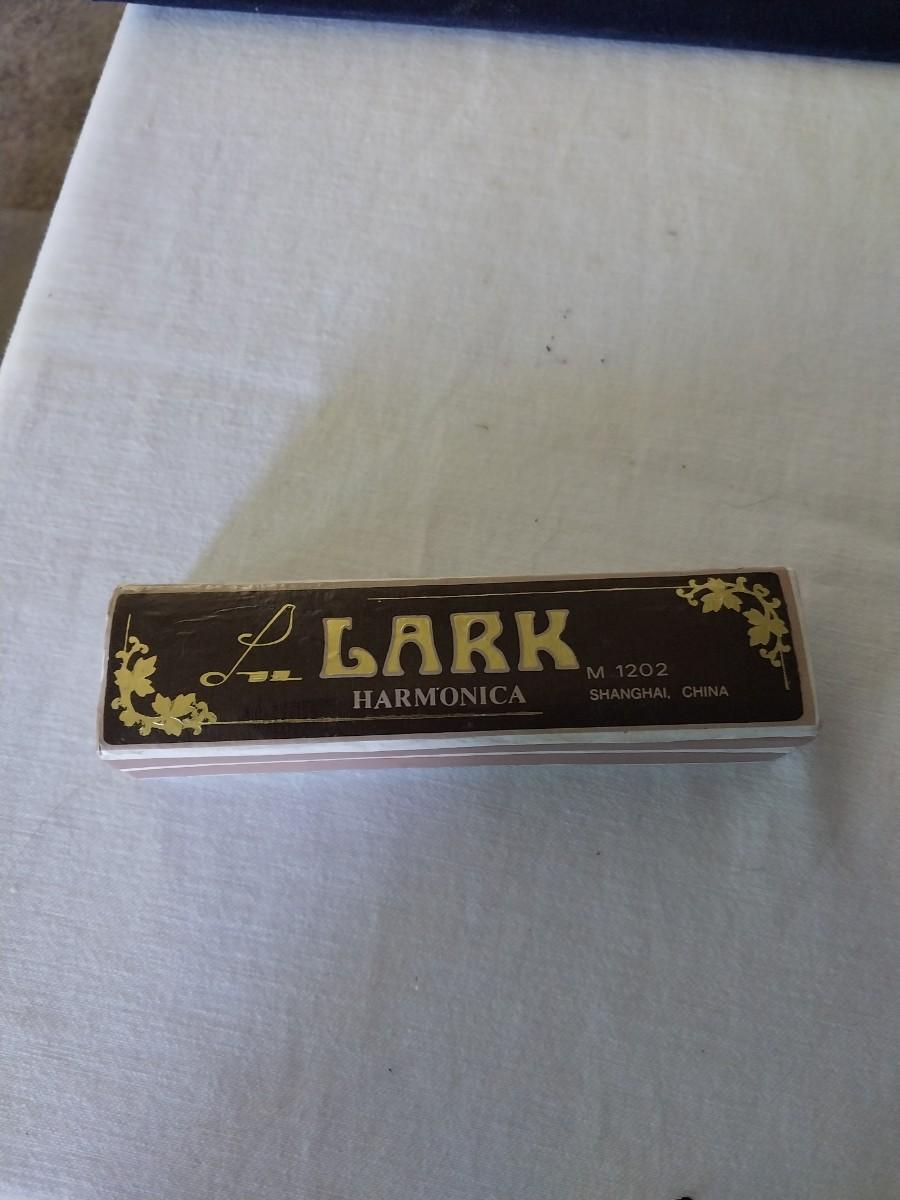 LARK
HARMONICA
M 1202
SHANGHAI, CHINA